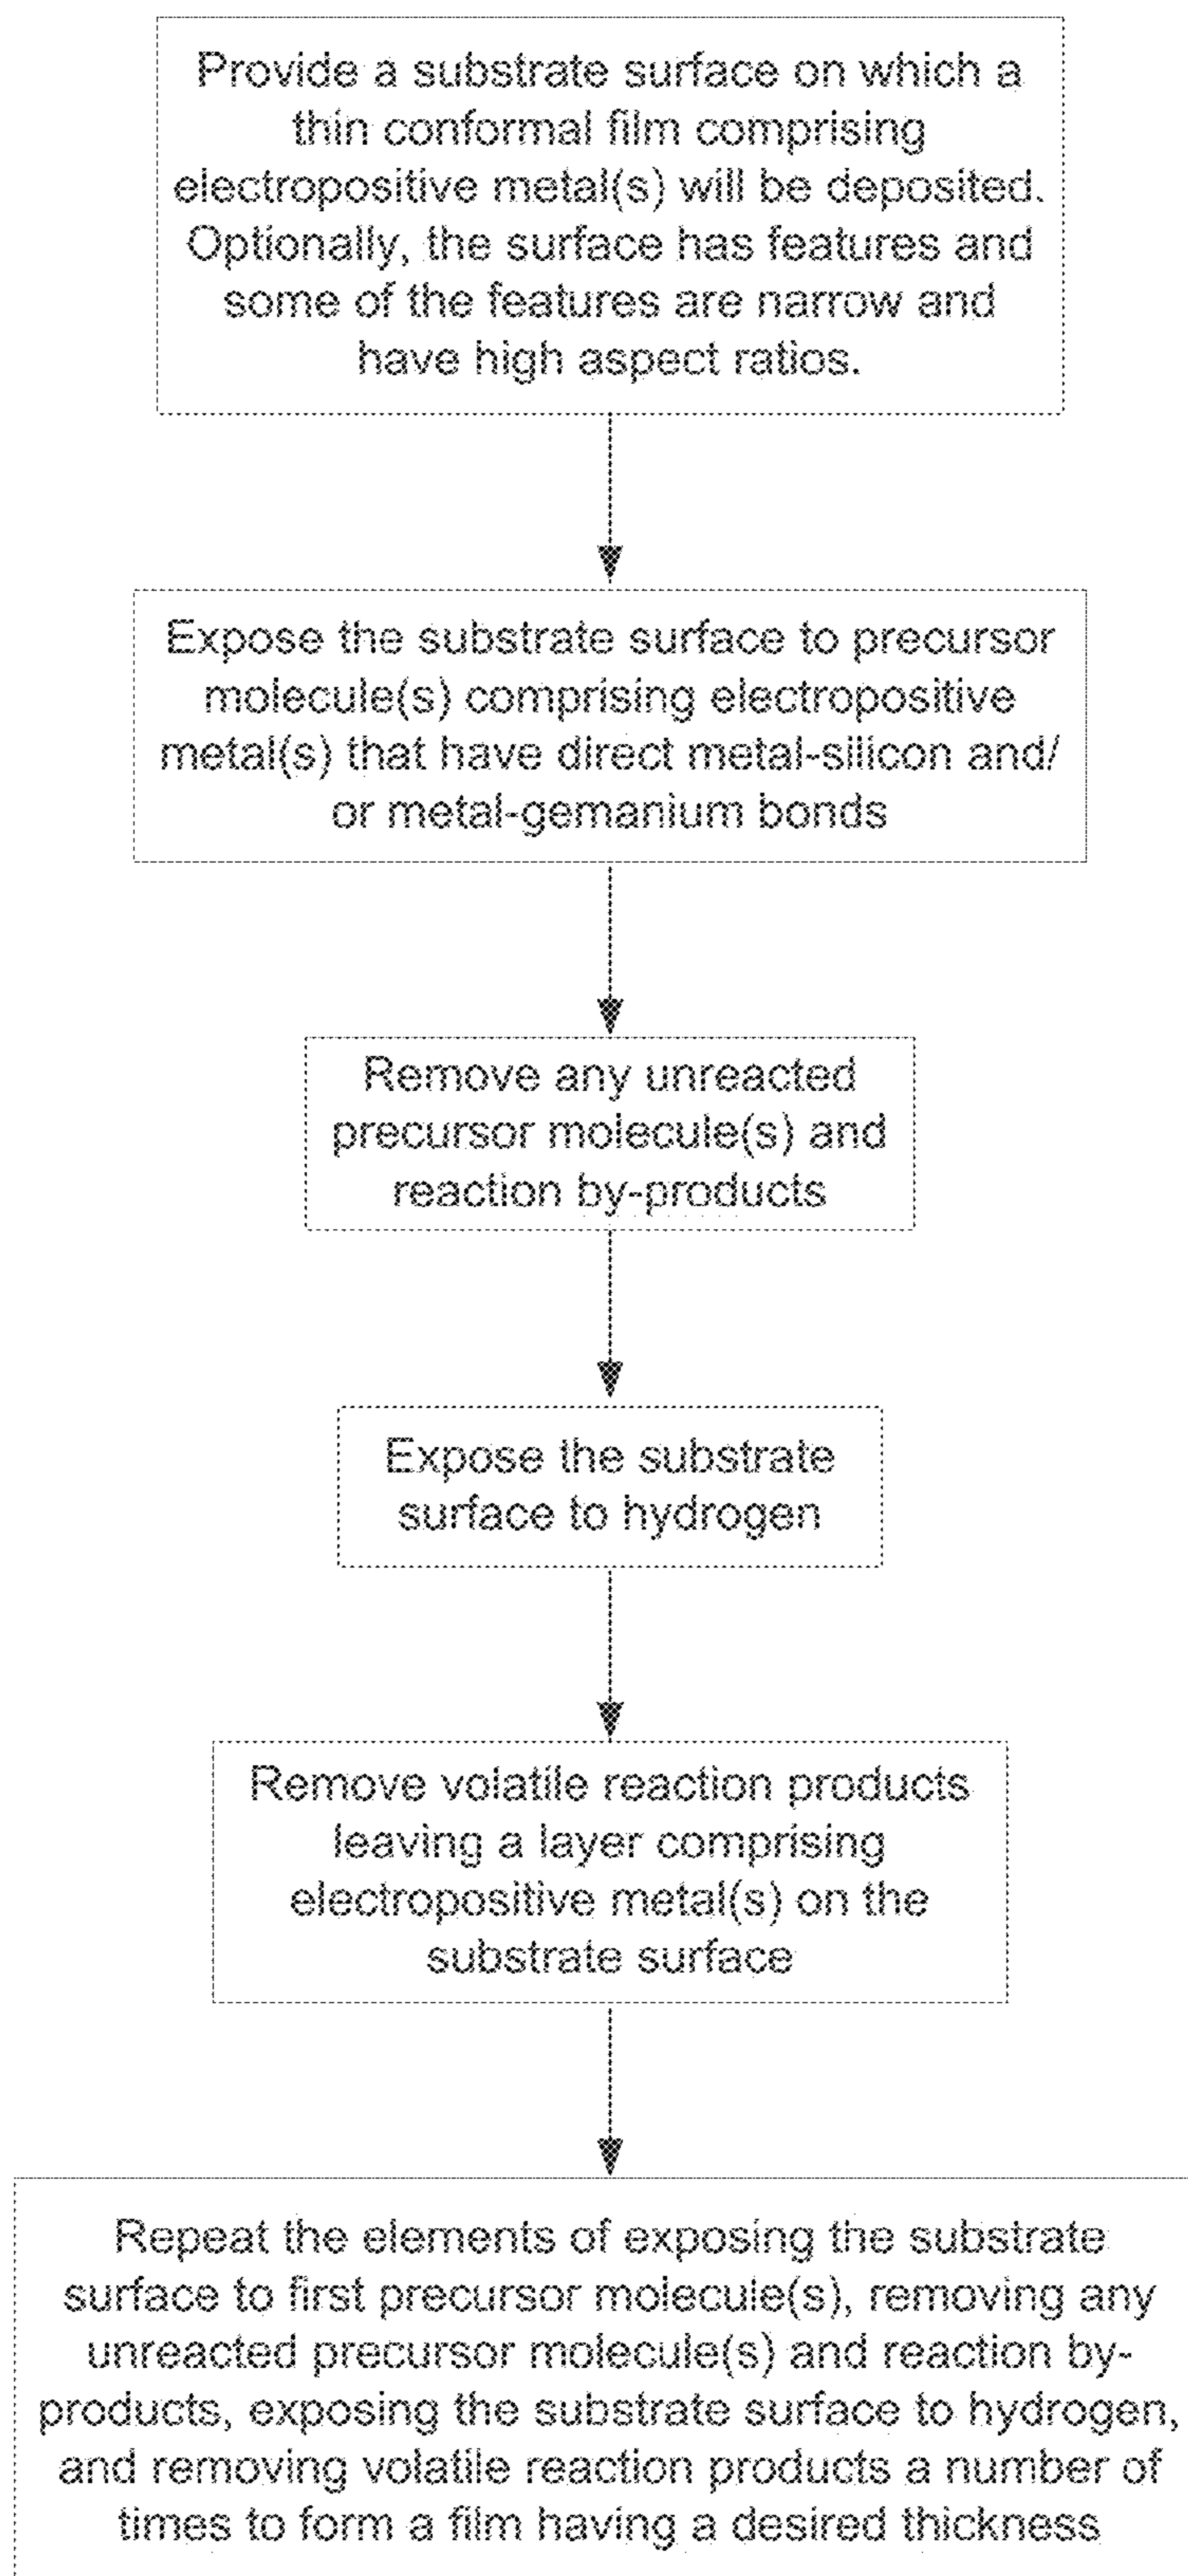 Provide a substrate surface on which a
thin conformal film comprising
electropositive metal(s) will be deposited.
Optionally, the surface has features and
some of the features are narrow and
have high aspect ratios.
Expose the substrate surface to precursor
molecule(s) comprising electropositive
metal(s) that have direct metal-silicon and/
or metal-gemanium bonds
Remove any unreacted
precursor molecule(s) and
reaction by-products
Expose the substrate
surface to hydrogen
Remove volatile reaction products
leaving a layer comprising
electropositive metal(s) on the
substrate surface
Repeat the elements of exposing the substrate
surface to first precursor molecule(s), removing any
unreacted precursor molecule(s) and reaction by-
products, exposing the substrate surface to hydrogen,
and removing volatile reaction products a number of
times to form a film having a desired thickness